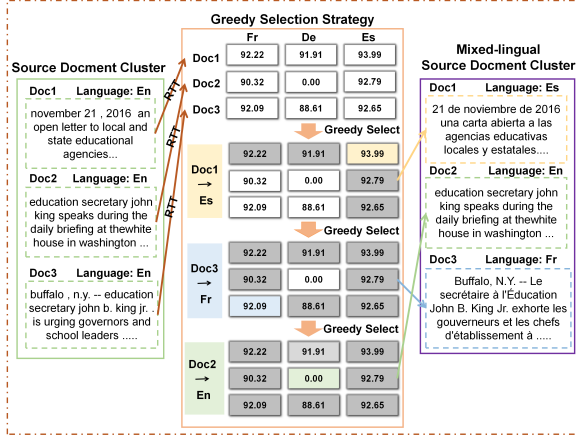 Greedy Selection Strategy
Fr De Es
Doc1 92.22 91.91 93.99
Doc2 90.32 0.00 92.79
Doc3 92.09 88.61 92.65
Greedy Select
Doc1 → Es
92.22 91.91 93.99
90.32 0.00 92.79
92.09 88.61 92.65
Greedy Select
Doc3 → Fr
92.22 91.91 93.99
90.32 0.00 92.79
92.09 88.61 92.65
Greedy Select
Doc2 → En
92.22 91.91 93.99
90.32 0.00 92.79
92.09 88.61 92.65
Source Docment Cluster
Doc1 Language: En
november 21 , 2016 an
open letter to local and
state educational
agencies...
Doc2 Language: En
education secretary john
king speaks during the
daily briefing at thewhite
house in washington ...
Doc3 Language: En
buffalo , n.y. -- education
secretary john b. king jr. .
is urging governors and
school leaders .....
RTT
RTT
RTT
Mixed-lingual
Source Docment Cluster
Doc1 Language: Es
21 de noviembre de 2016
una carta abierta a las
agencias educativas
locales y estatales....
Doc2 Language: En
education secretary john
king speaks during the
daily briefing at thewhite
house in washington ...
Doc3 Language: Fr
Buffalo, N.Y. -- Le
secrétaire à l'Éducation
John B. King Jr. exhorte les
gouverneurs et les chefs
d'établissement à .....